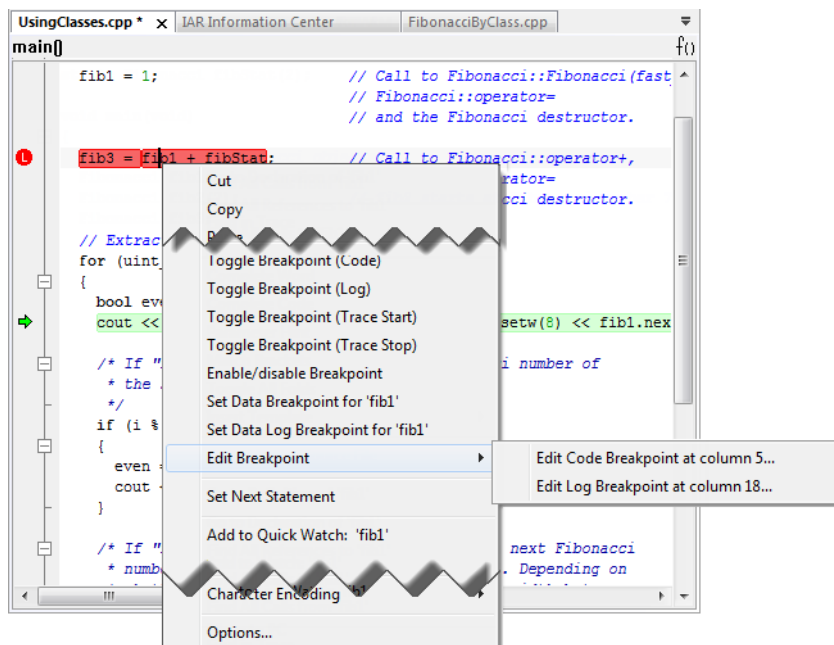 UsingClasses.cpp * x IAR Information Center FibonacciByClass.cpp
main() f()
fib1 = 1; // Call to Fibonacci::Fibonacci(fast
// Fibonacci::operator=
// and the Fibonacci destructor.
L fib3 = fib1 + fibStat; // Call to Fibonacci::operator+,
Cut
Copy
// Extrac
Toggle Breakpoint (Code)
for (uint_
{
Toggle Breakpoint (Log)
bool eve
Toggle Breakpoint (Trace Start)
cout << setw(8) << fib1.nex
Toggle Breakpoint (Trace Stop)
/* If " i number of
Enable/disable Breakpoint
* the
*/
Set Data Breakpoint for 'fib1'
if (i %
Set Data Log Breakpoint for 'fib1'
{
Edit Breakpoint Edit Code Breakpoint at column 5...
even =
cout Edit Log Breakpoint at column 18...
Set Next Statement
}
Add to Quick Watch: 'fib1'
/* If " next Fibonacci
* numb . Depending on
Character Encoding
Options...